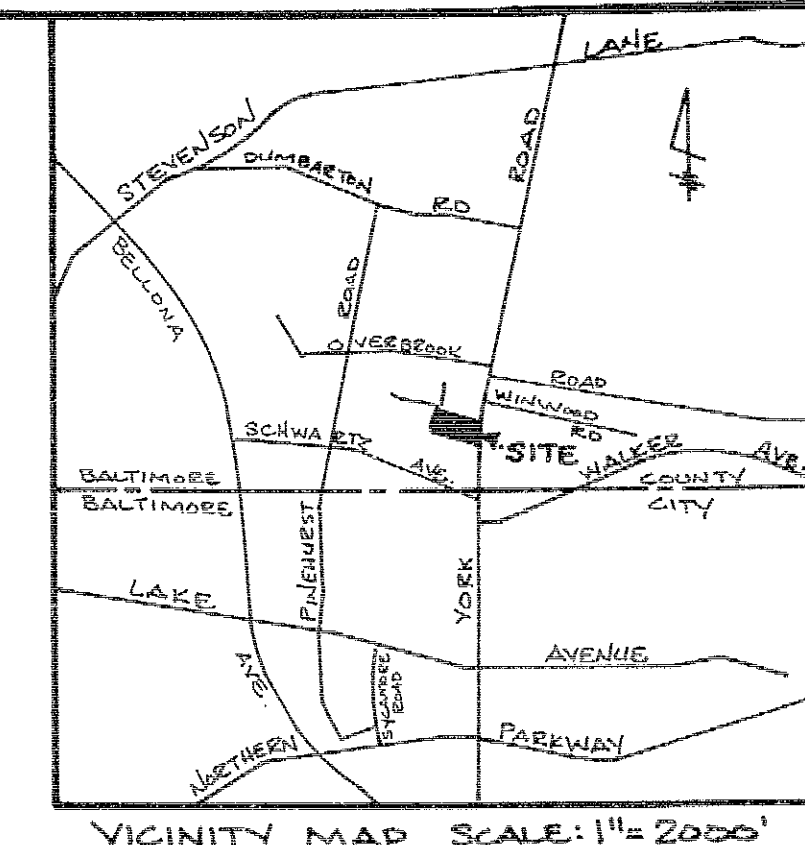 LANE
STEVENSON
ROAD
DUMBARTON
RD
BELLONA
ROAD
OVERBROOK
ROAD
WINWOOD
RD
SCHWARTZ
AVE.
SITE
WALKER
AVE.
BALTIMORE
COUNTY
BALTIMORE
CITY
PINEHURST
LAKE
YORK
AVENUE
AVE.
SYCAMORE
ROAD
NORTHERN
PARKWAY
VICINITY MAP SCALE: 1"= 2000'